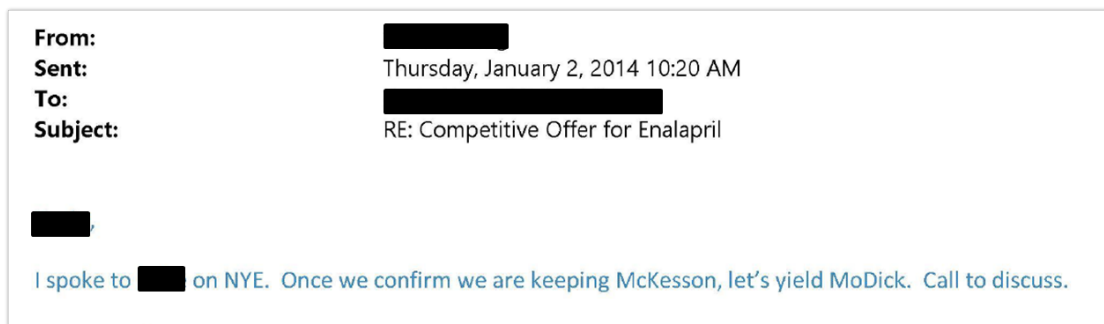 From:
Sent: Thursday, January 2, 2014 10:20 AM
To:
Subject: RE: Competitive Offer for Enalapril
,
I spoke to on NYE. Once we confirm we are keeping McKesson, let's yield MoDick. Call to discuss.